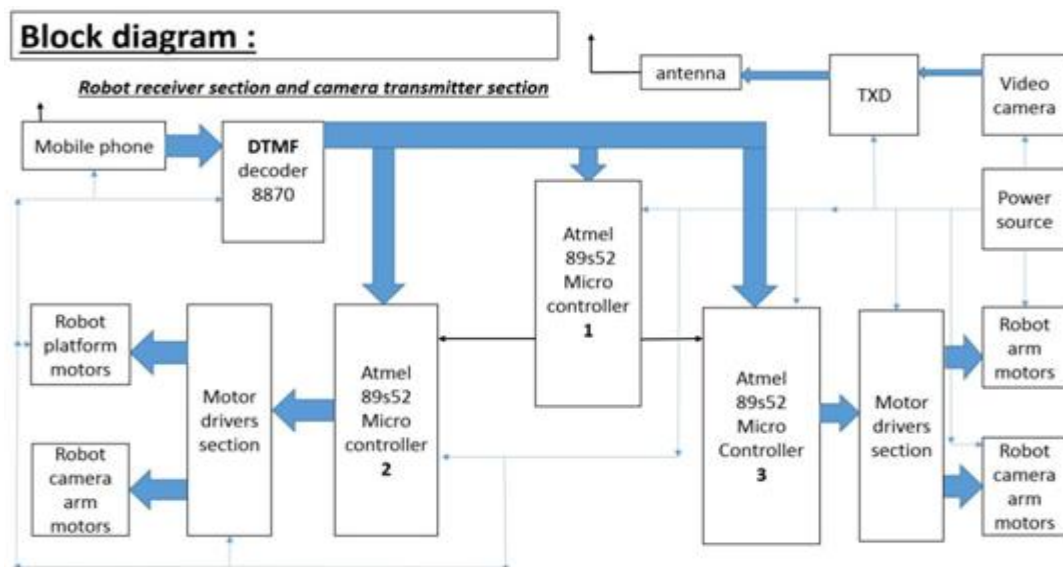 Block diagram :
Robot receiver section and camera transmitter section
antenna
TXD
Video
camera
Mobile phone
DTMF
decoder
8870
Power
source
Atmel
89s52
Micro
controller
1
Robot
platform
motors
Motor
drivers
section
Atmel
89s52
Micro
controller
2
Atmel
89s52
Micro
Controller
3
Motor
drivers
section
Robot
arm
motors
Robot
camera
arm
motors
Robot
camera
arm
motors